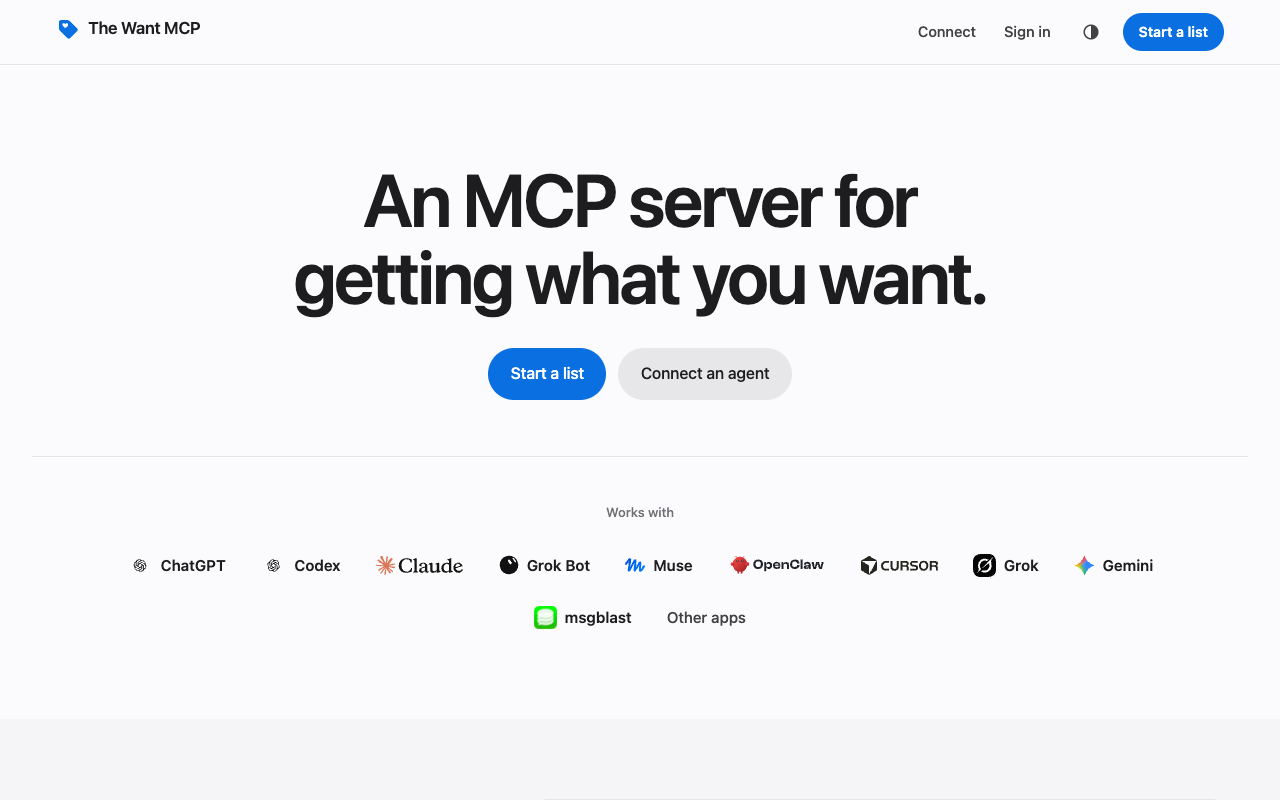 The Want MCP
Connect
Sign in
Start a list
An MCP server for
getting what you want.
Start a list
Connect an agent
Works with
ChatGPT
Codex
Claude
Grok Bot
Muse
OpenClaw
CURSOR
Grok
Gemini
msgblast
Other apps